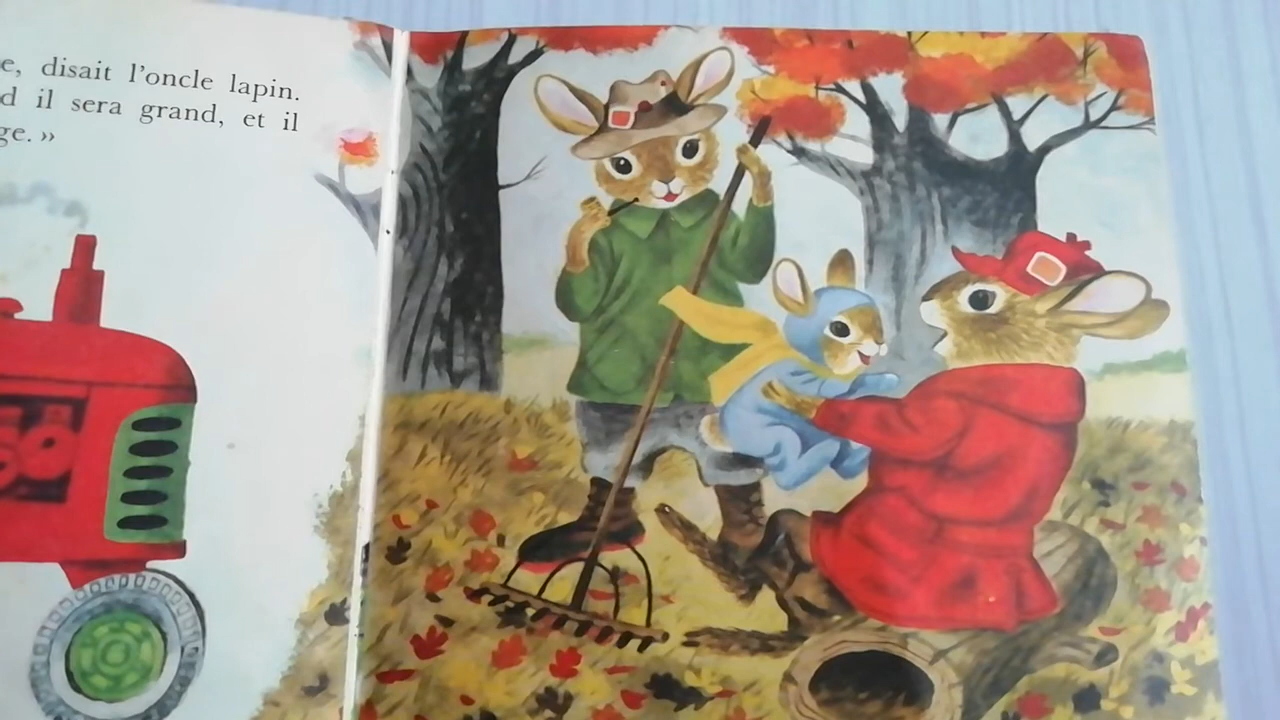 e, disait l'oncle lapin.
d il sera grand, et il
ge. »